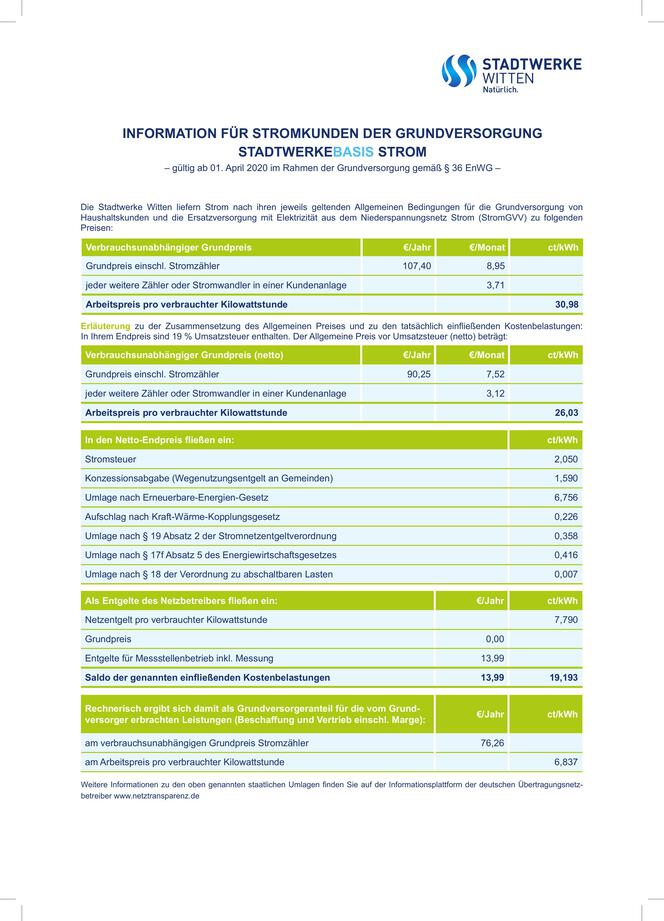 STADTWERKE
WITTEN
Natürlich.
INFORMATION FÜR STROMKUNDEN DER GRUNDVERSORGUNG
STADTWERKEBASIS STROM
– gültig ab 01. April 2020 im Rahmen der Grundversorgung gemäß § 36 EnWG –
Die Stadtwerke Witten liefern Strom nach ihren jeweils geltenden Allgemeinen Bedingungen für die Grundversorgung von
Haushaltskunden und die Ersatzversorgung mit Elektrizität aus dem Niederspannungsnetz Strom (StromGVV) zu folgenden
Preisen:
Verbrauchsunabhängiger Grundpreis €/Jahr €/Monat ct/kWh
Grundpreis einschl. Stromzähler 107,40 8,95
jeder weitere Zähler oder Stromwandler in einer Kundenanlage 3,71
Arbeitspreis pro verbrauchter Kilowattstunde 30,98
Erläuterung zu der Zusammensetzung des Allgemeinen Preises und zu den tatsächlich einfließenden Kostenbelastungen:
In Ihrem Endpreis sind 19 % Umsatzsteuer enthalten. Der Allgemeine Preis vor Umsatzsteuer (netto) beträgt:
Verbrauchsunabhängiger Grundpreis (netto) €/Jahr €/Monat ct/kWh
Grundpreis einschl. Stromzähler 90,25 7,52
jeder weitere Zähler oder Stromwandler in einer Kundenanlage 3,12
Arbeitspreis pro verbrauchter Kilowattstunde 26,03
In den Netto-Endpreis fließen ein: ct/kWh
Stromsteuer 2,050
Konzessionsabgabe (Wegenutzungsentgelt an Gemeinden) 1,590
Umlage nach Erneuerbare-Energien-Gesetz 6,756
Aufschlag nach Kraft-Wärme-Kopplungsgesetz 0,226
Umlage nach § 19 Absatz 2 der Stromnetzentgeltverordnung 0,358
Umlage nach § 17f Absatz 5 des Energiewirtschaftsgesetzes 0,416
Umlage nach § 18 der Verordnung zu abschaltbaren Lasten 0,007
Als Entgelte des Netzbetreibers fließen ein: €/Jahr ct/kWh
Netzentgelt pro verbrauchter Kilowattstunde 7,790
Grundpreis 0,00
Entgelte für Messstellenbetrieb inkl. Messung 13,99
Saldo der genannten einfließenden Kostenbelastungen 13,99 19,193
Rechnerisch ergibt sich damit als Grundversorgeranteil für die vom Grund-
versorger erbrachten Leistungen (Beschaffung und Vertrieb einschl. Marge): €/Jahr ct/kWh
am verbrauchsunabhängigen Grundpreis Stromzähler 76,26
am Arbeitspreis pro verbrauchter Kilowattstunde 6,837
Weitere Informationen zu den oben genannten staatlichen Umlagen finden Sie auf der Informationsplattform der deutschen Übertragungsnetz-
betreiber www.netztransparenz.de